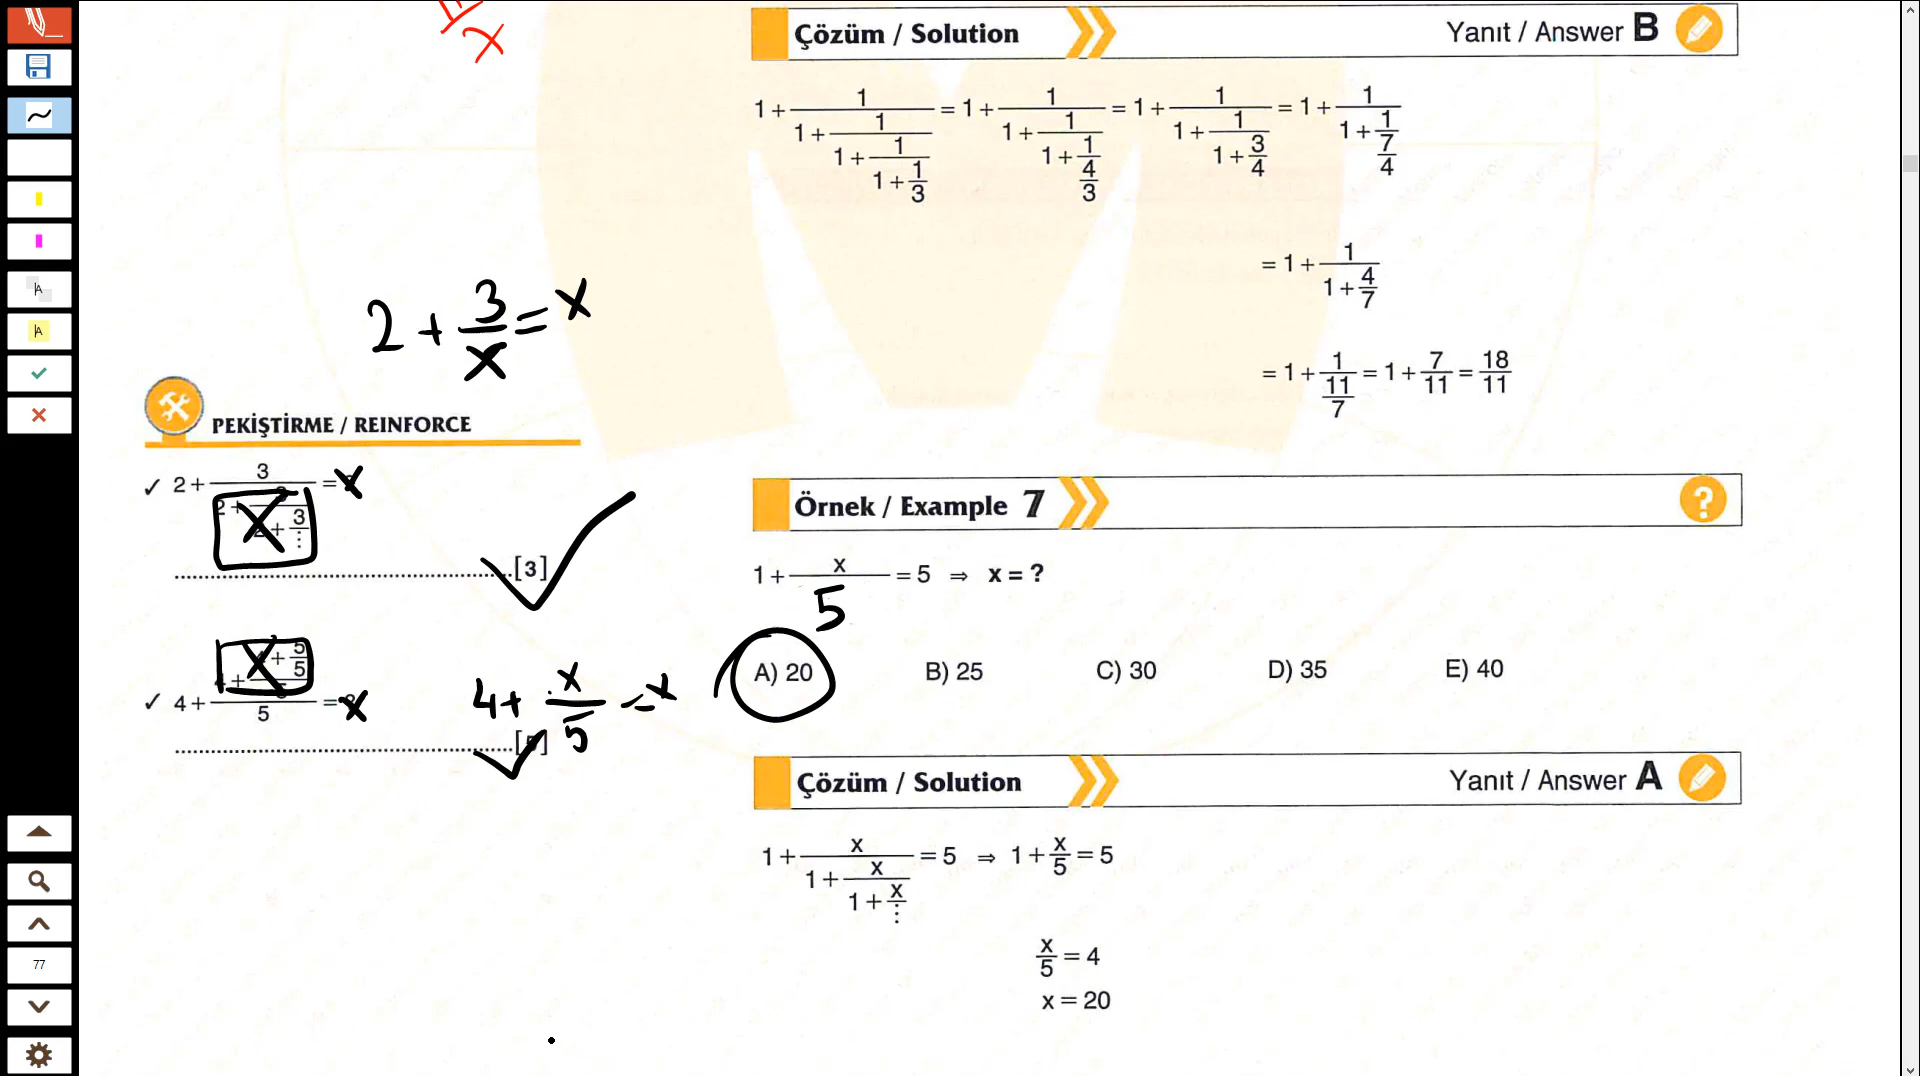 x
Çözüm / Solution Yanıt / Answer B
1 + 1 / (1 + 1 / (1 + 1 / (1 + 1/3))) = 1 + 1 / (1 + 1 / (1 + 1 / (4/3))) = 1 + 1 / (1 + 1 / (1 + 3/4)) = 1 + 1 / (1 + 1 / (7/4))
= 1 + 1 / (1 + 4/7)
= 1 + 1 / (11/7) = 1 + 7/11 = 18/11
2 + 3/x = x
PEKİŞTİRME / REINFORCE
✓ 2 + 3 / x = x
[3]
✓ 4 + x / 5 = x
4 + x/5 = x
Örnek / Example 7
1 + x / 5 = 5 ⇒ x = ?
A) 20 B) 25 C) 30 D) 35 E) 40
Çözüm / Solution Yanıt / Answer A
1 + x / (1 + x / (1 + x/⋮)) = 5 ⇒ 1 + x/5 = 5
x/5 = 4
x = 20
77